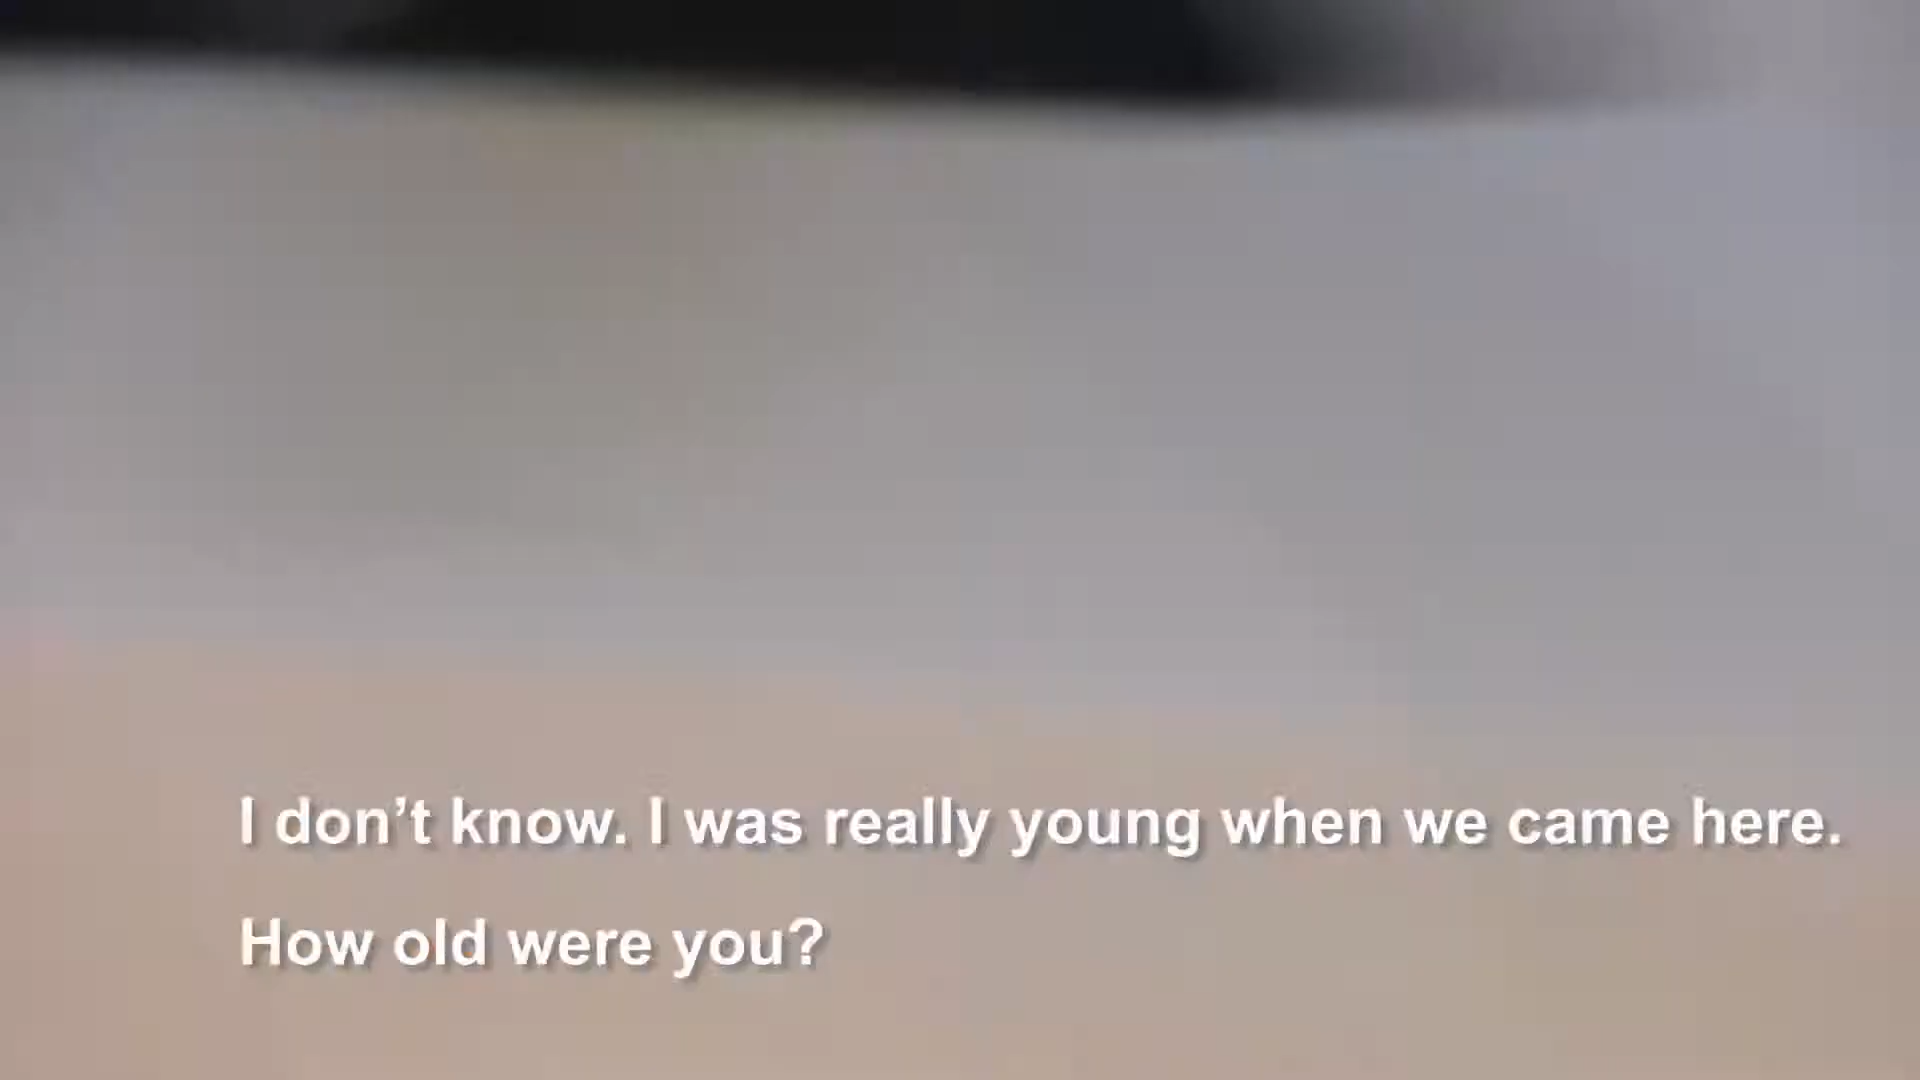 I don’t know. I was really young when we came here.
How old were you?